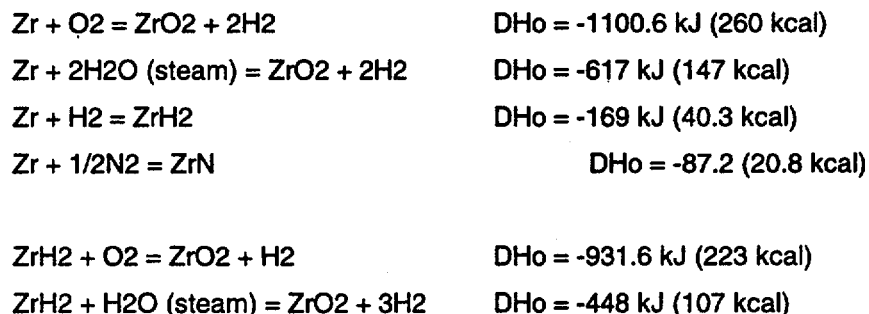 Zr + O2 = ZrO2 + 2H2 DHo = -1100.6 kJ (260 kcal)
Zr + 2H2O (steam) = ZrO2 + 2H2 DHo = -617 kJ (147 kcal)
Zr + H2 = ZrH2 DHo = -169 kJ (40.3 kcal)
Zr + 1/2N2 = ZrN DHo = -87.2 (20.8 kcal)
ZrH2 + O2 = ZrO2 + H2 DHo = -931.6 kJ (223 kcal)
ZrH2 + H2O (steam) = ZrO2 + 3H2 DHo = -448 kJ (107 kcal)